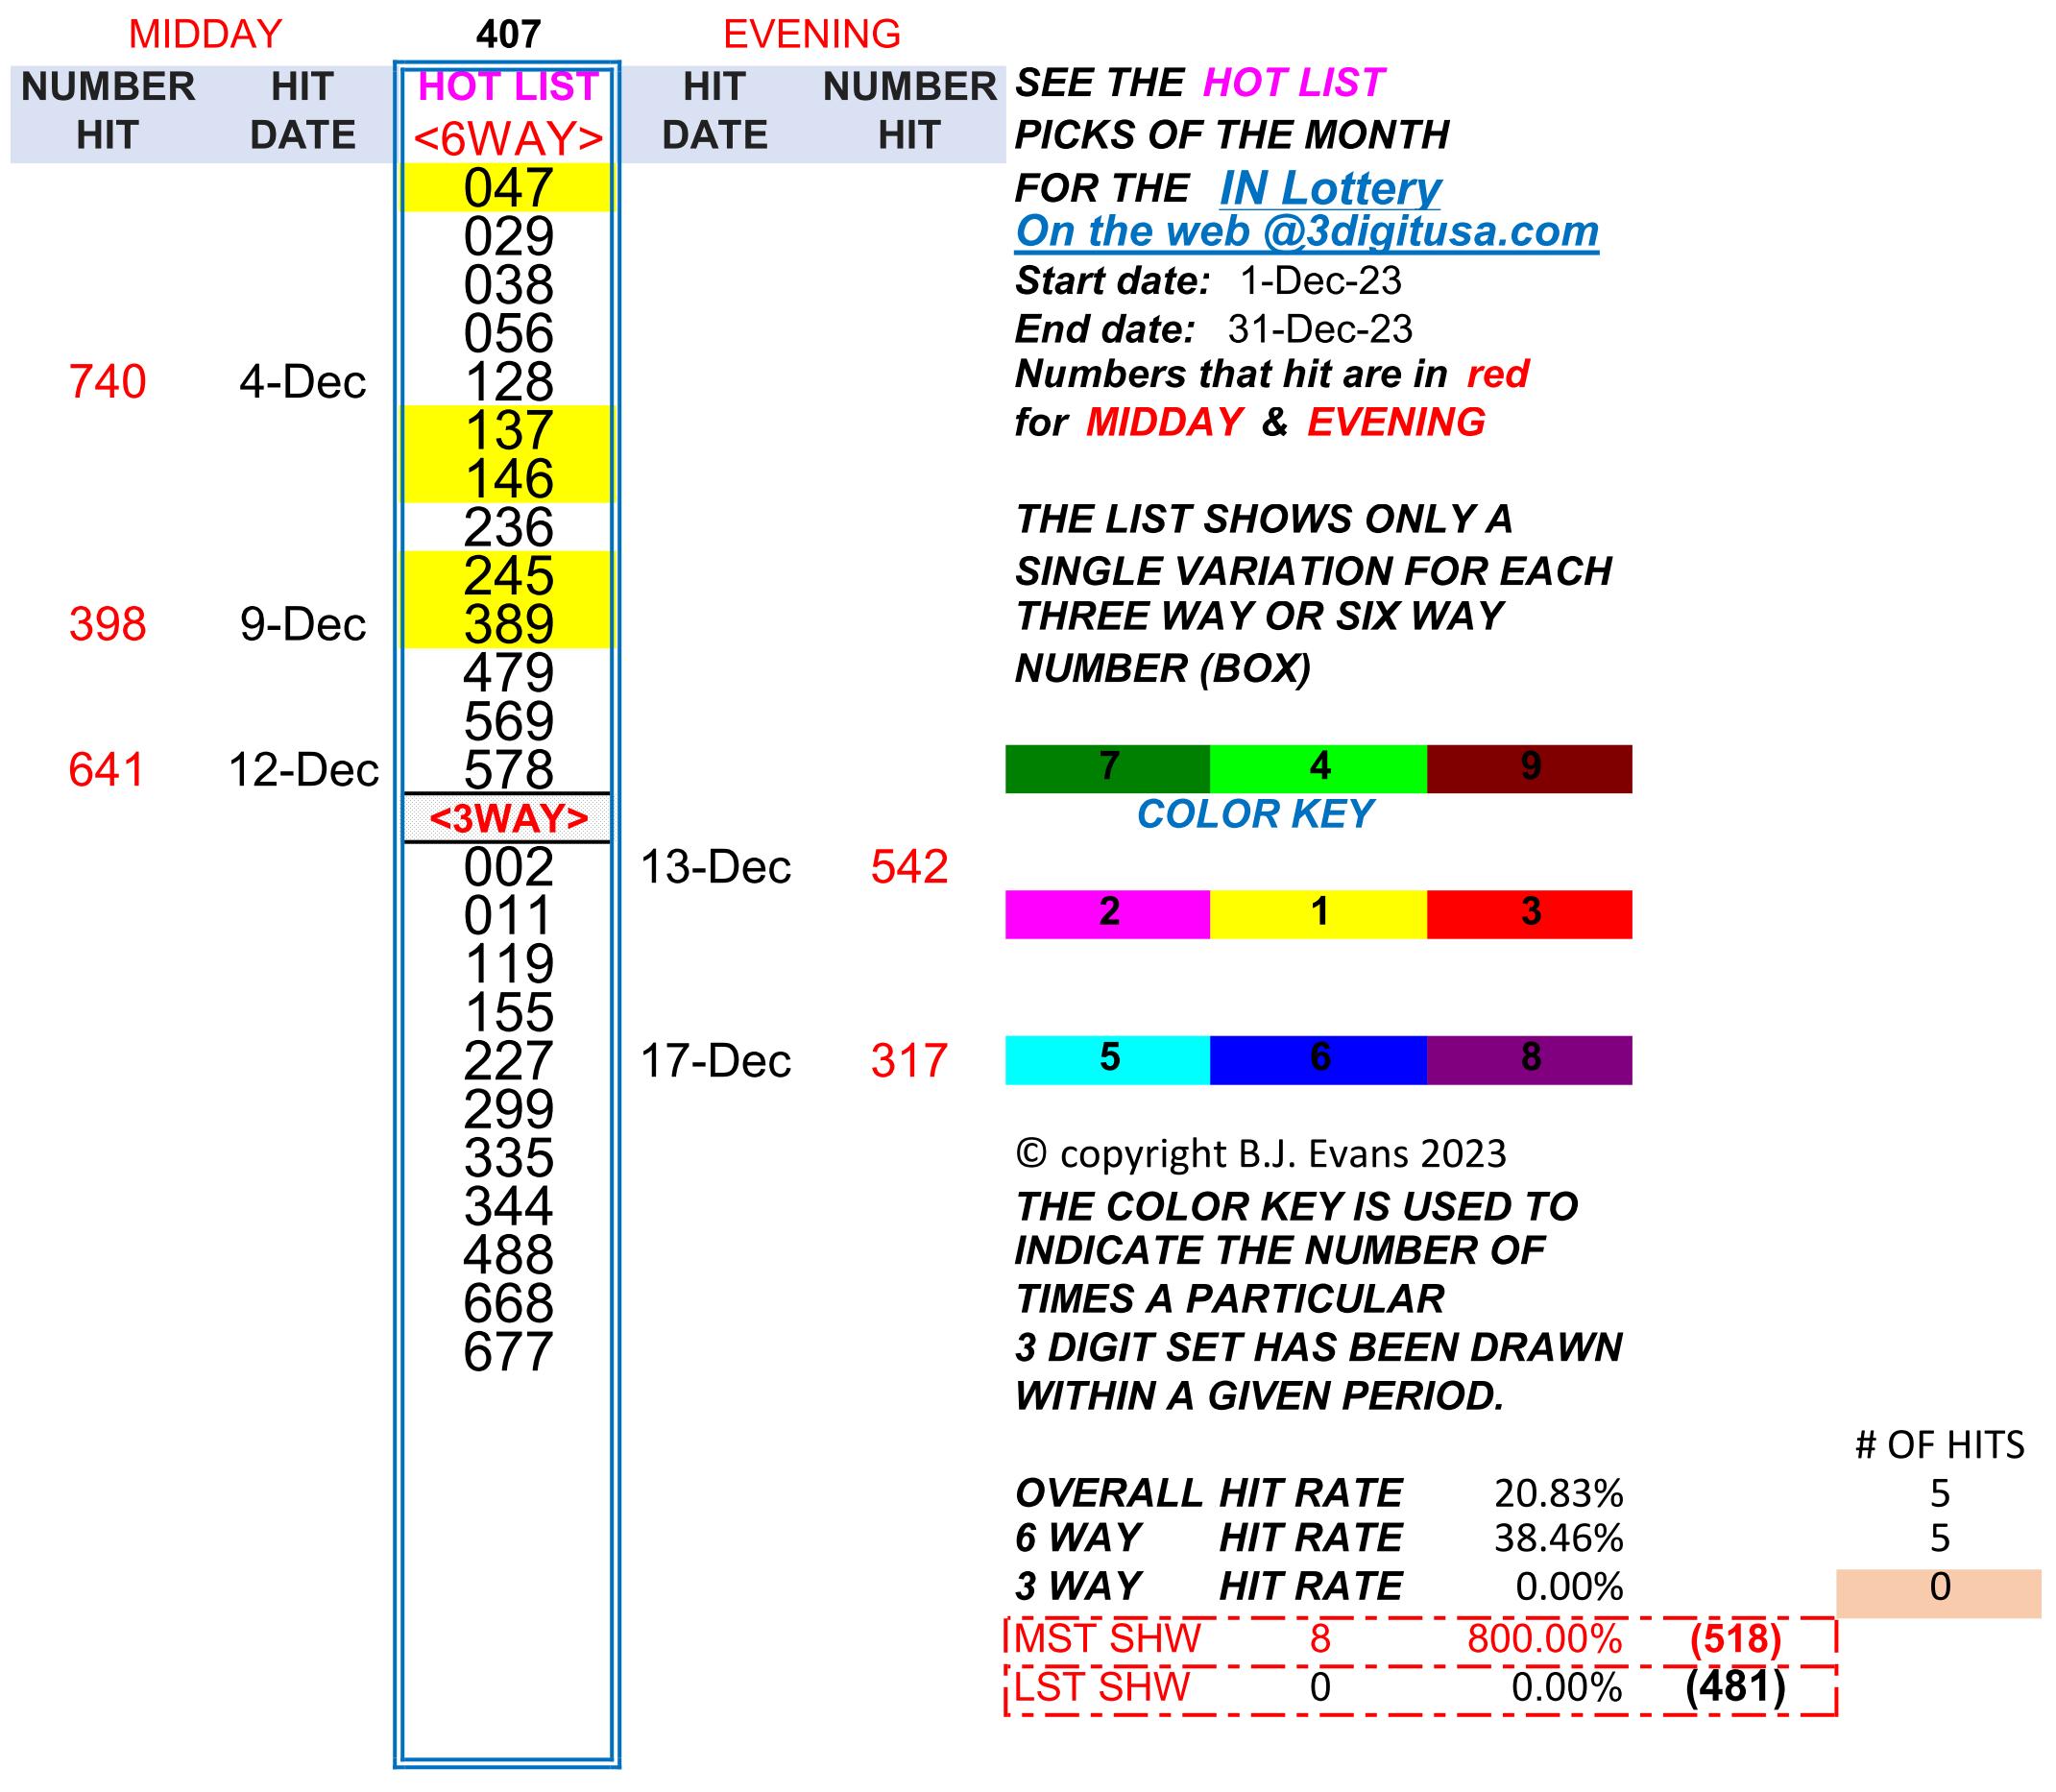 MIDDAY 407 EVENING
NUMBER HIT HOT LIST HIT NUMBER SEE THE HOT LIST
HIT DATE <6WAY> DATE HIT PICKS OF THE MONTH
047 FOR THE IN Lottery
029 On the web @3digitusa.com
038 Start date: 1-Dec-23
056 End date: 31-Dec-23
740 4-Dec 128 Numbers that hit are in red
137 for MIDDAY & EVENING
146
236 THE LIST SHOWS ONLY A
245 SINGLE VARIATION FOR EACH
398 9-Dec 389 THREE WAY OR SIX WAY
479 NUMBER (BOX)
569
641 12-Dec 578 7 4 9
<3WAY> COLOR KEY
002 13-Dec 542
011 2 1 3
119
155
227 17-Dec 317 5 6 8
299
335 © copyright B.J. Evans 2023
344 THE COLOR KEY IS USED TO
488 INDICATE THE NUMBER OF
668 TIMES A PARTICULAR
677 3 DIGIT SET HAS BEEN DRAWN
WITHIN A GIVEN PERIOD.
# OF HITS
OVERALL HIT RATE 20.83% 5
6 WAY HIT RATE 38.46% 5
3 WAY HIT RATE 0.00% 0
MST SHW 8 800.00% (518)
LST SHW 0 0.00% (481)